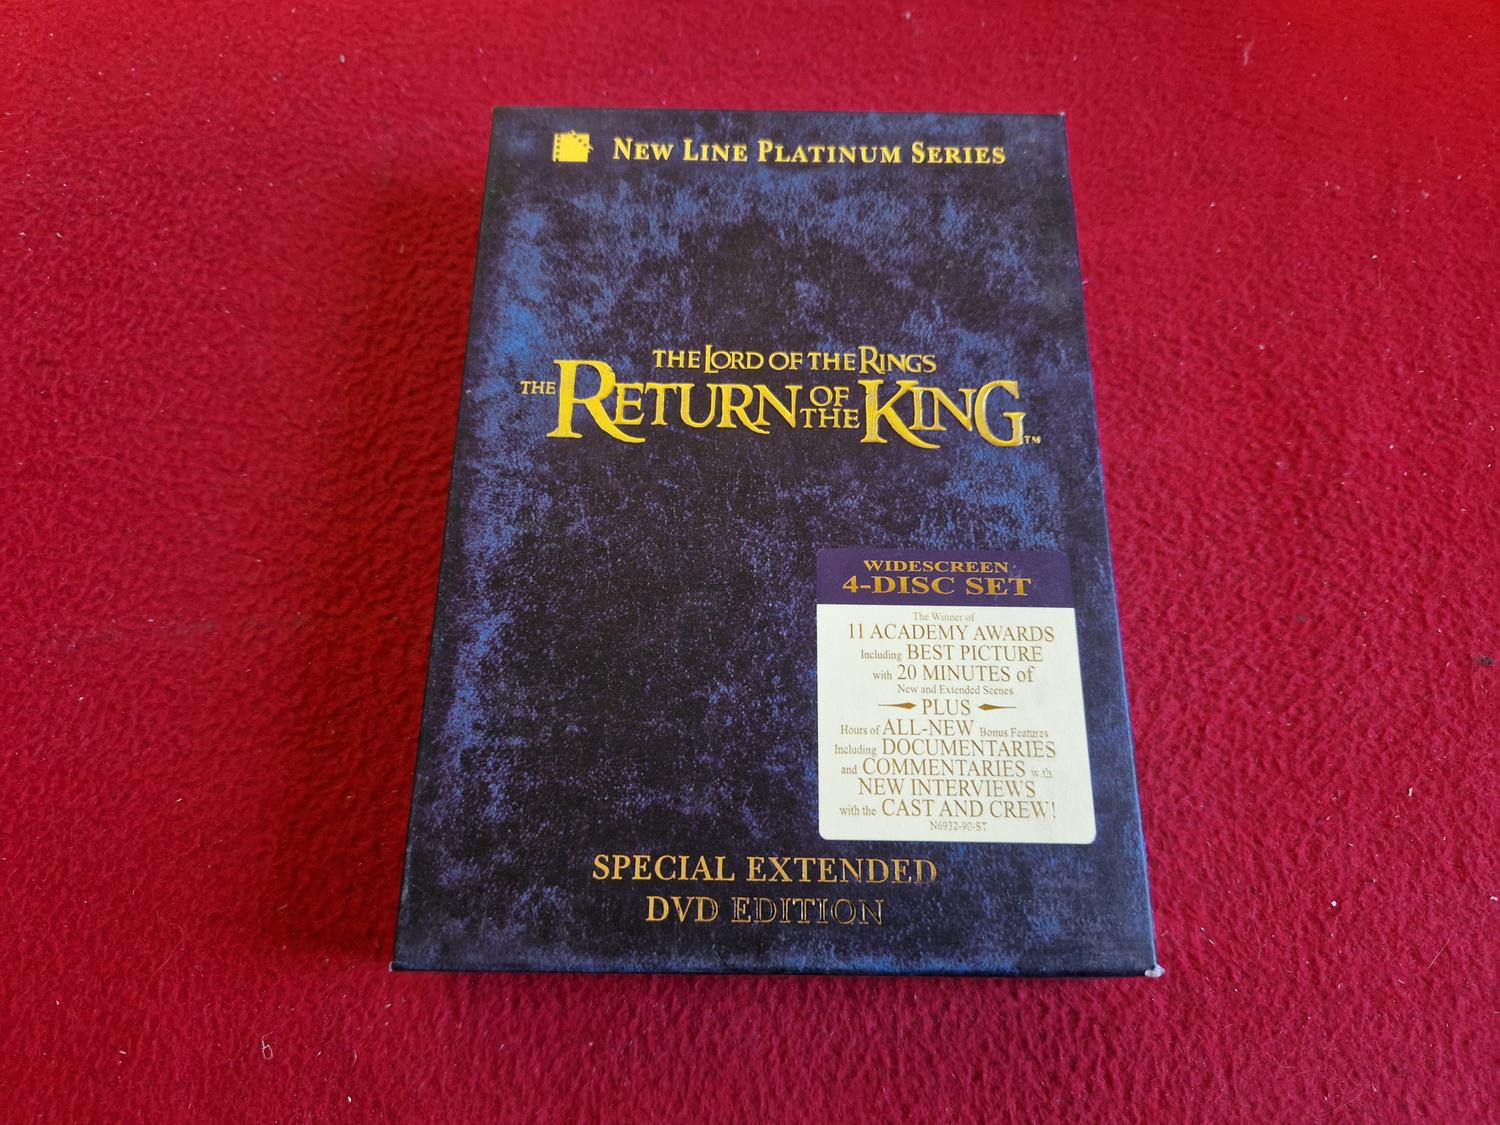 NEW LINE PLATINUM SERIES
THE LORD OF THE RINGS
THE RETURN OF THE KING™
WIDESCREEN
4-DISC SET
The Winner of
11 ACADEMY AWARDS
Including BEST PICTURE
with 20 MINUTES of
New and Extended Scenes
PLUS
Hours of ALL-NEW Bonus Features
Including DOCUMENTARIES
and COMMENTARIES with
NEW INTERVIEWS
with the CAST AND CREW!
N6932-90-ST
SPECIAL EXTENDED
DVD EDITION